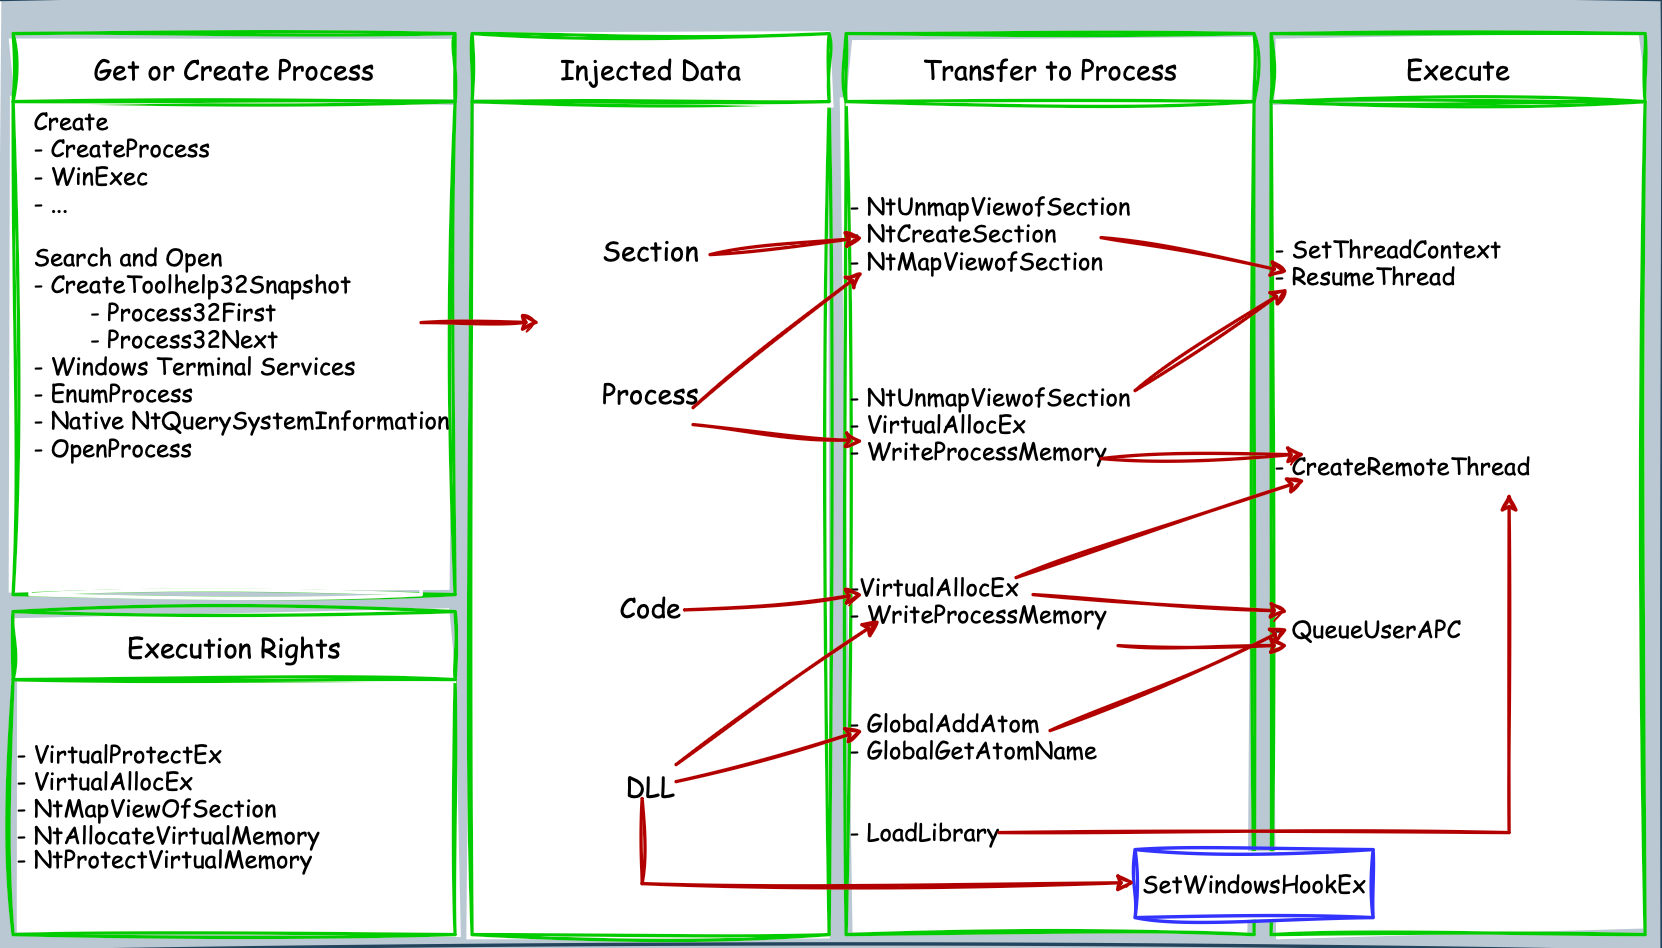 Get or Create Process
Create
- CreateProcess
- WinExec
- ...
Search and Open
- CreateToolhelp32Snapshot
- Process32First
- Process32Next
- Windows Terminal Services
- EnumProcess
- Native NtQuerySystemInformation
- OpenProcess
Execution Rights
- VirtualProtectEx
- VirtualAllocEx
- NtMapViewOfSection
- NtAllocateVirtualMemory
- NtProtectVirtualMemory
Injected Data
Section
Process
Code
DLL
Transfer to Process
- NtUnmapViewofSection
- NtCreateSection
- NtMapViewofSection
- NtUnmapViewofSection
- VirtualAllocEx
- WriteProcessMemory
-VirtualAllocEx
- WriteProcessMemory
- GlobalAddAtom
- GlobalGetAtomName
- LoadLibrary
Execute
- SetThreadContext
- ResumeThread
- CreateRemoteThread
- QueueUserAPC
SetWindowsHookEx